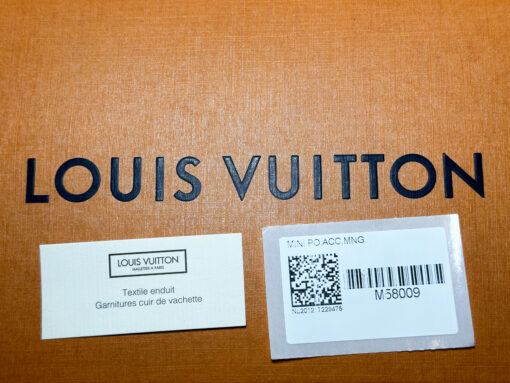 LOUIS VUITTON
LOUIS VUITTON
MALLETIER A PARIS
Textile enduit
Garnitures cuir de vachette
MINI PO.ACC.MNG
M58009